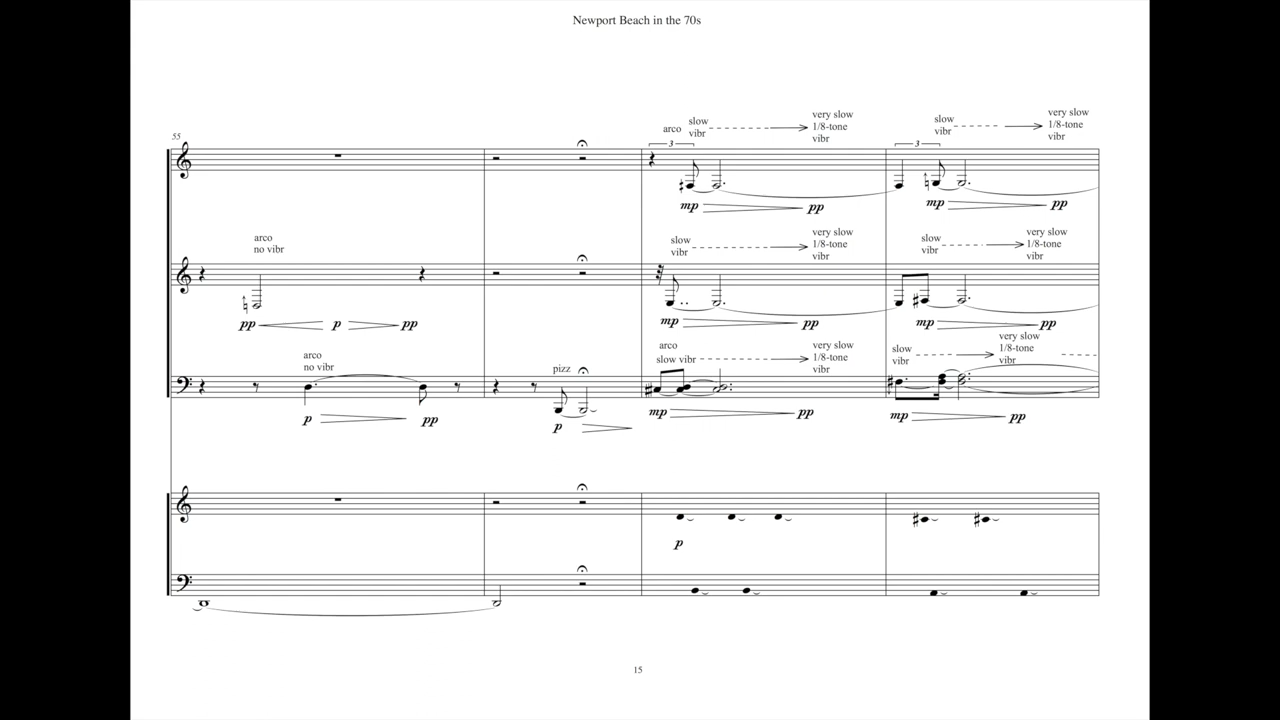 Newport Beach in the 70s
55
arco
slow
vibr
very slow
1/8-tone
vibr
slow
vibr
very slow
1/8-tone
vibr
3
3
mp
pp
mp
pp
arco
no vibr
slow
vibr
very slow
1/8-tone
vibr
slow
vibr
very slow
1/8-tone
vibr
pp
p
pp
mp
pp
mp
pp
arco
no vibr
pizz
arco
slow vibr
very slow
1/8-tone
vibr
slow
vibr
very slow
1/8-tone
vibr
p
pp
p
mp
pp
mp
pp
p
15